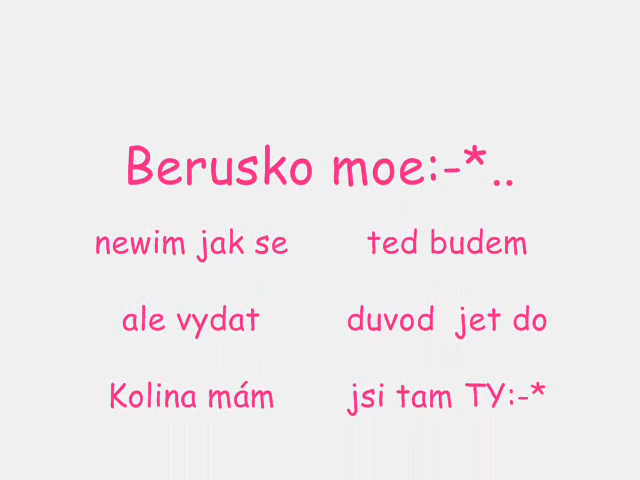 Berusko moe:-*..
newim jak se ted budem
ale vydat duvod jet do
Kolina mám jsi tam TY:-*